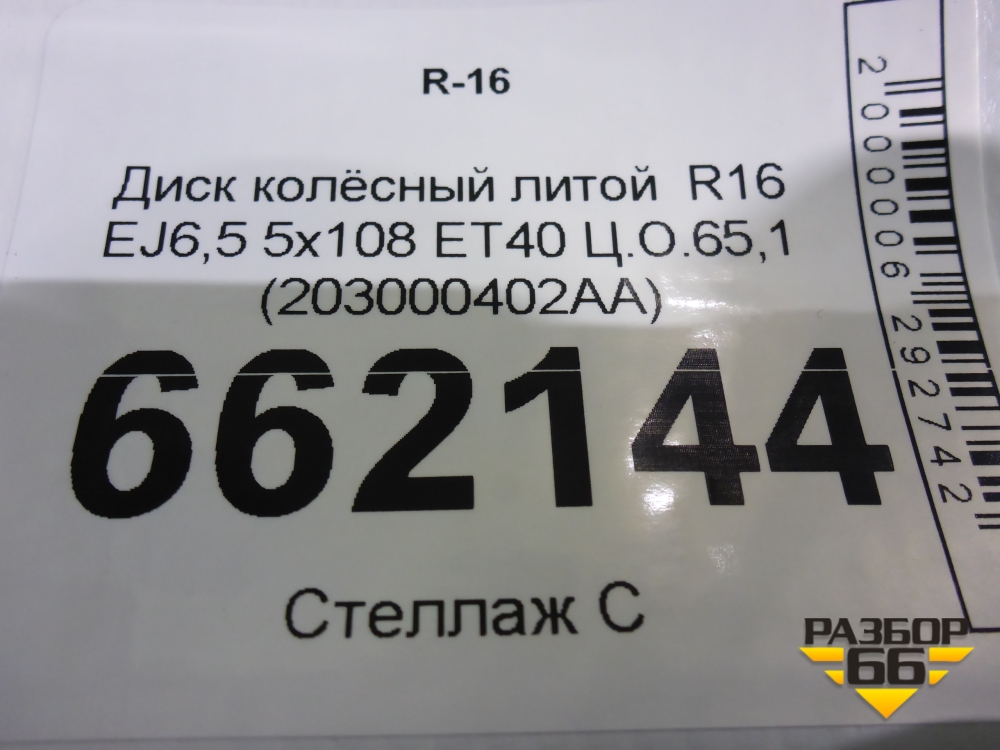 R-16
Диск колёсный литой R16
EJ6,5 5x108 ET40 Ц.О.65,1
(203000402AA)
662144
Стеллаж С
2000006292742
РАЗБОР
66